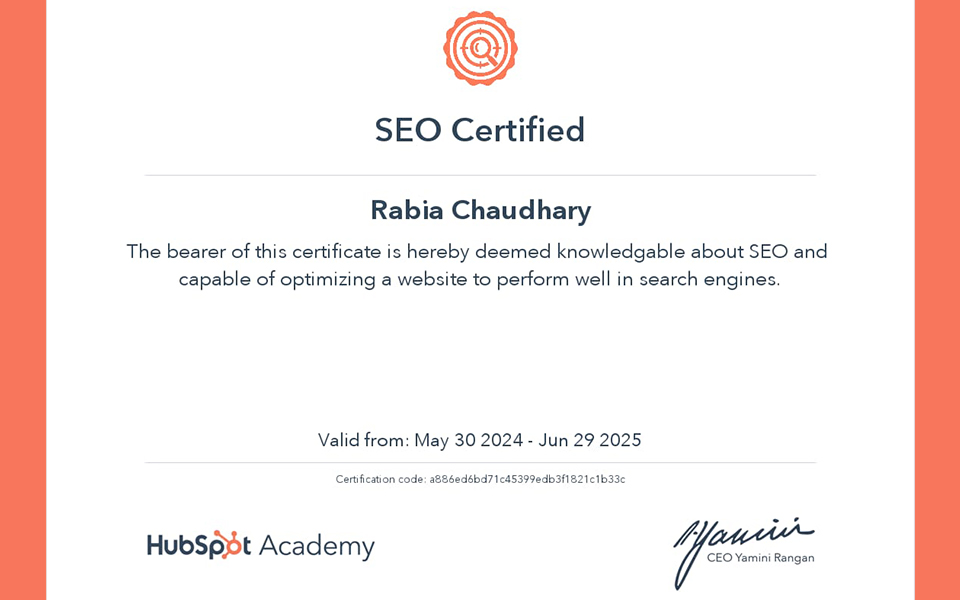 SEO Certified
Rabia Chaudhary
The bearer of this certificate is hereby deemed knowledgable about SEO and
capable of optimizing a website to perform well in search engines.
Valid from: May 30 2024 - Jun 29 2025
Certification code: a886ed6bd71c45399edb3f1821c1b33c
HubSpot Academy
Yamini
CEO Yamini Rangan